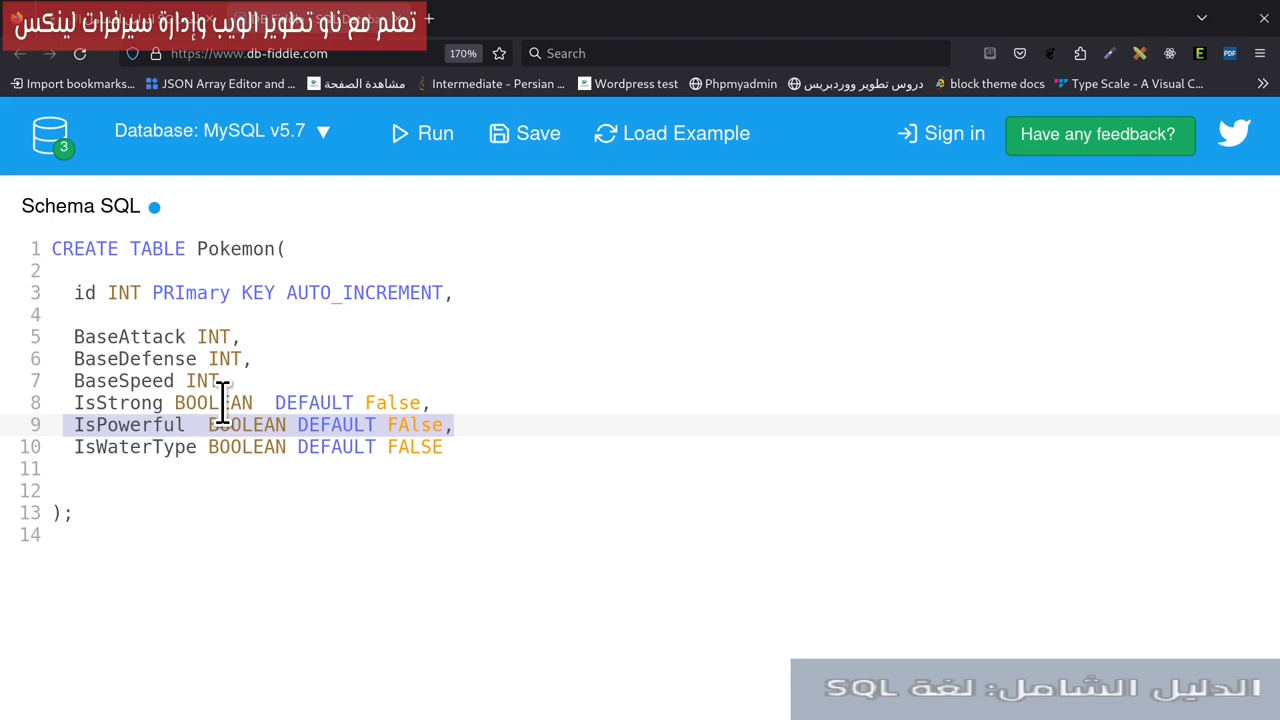 تعلم مع ناو تطوير الويب وإدارة سيرفرات لينكس
https://www.db-fiddle.com
170%
Search
Import bookmarks...
JSON Array Editor and ...
مشاهدة الصفحة
Intermediate - Persian ...
Wordpress test
Phpmyadmin
دروس تطوير ووردبريس
block theme docs
Type Scale - A Visual C...
3
Database: MySQL v5.7
Run
Save
Load Example
Sign in
Have any feedback?
Schema SQL
1 CREATE TABLE Pokemon(
2
3 id INT PRImary KEY AUTO_INCREMENT,
4
5 BaseAttack INT,
6 BaseDefense INT,
7 BaseSpeed INT
8 IsStrong BOOLEAN DEFAULT False,
9 IsPowerful BOOLEAN DEFAULT FAlse,
10 IsWaterType BOOLEAN DEFAULT FALSE
11
12
13 );
14
الدليل الشامل: لغة SQL